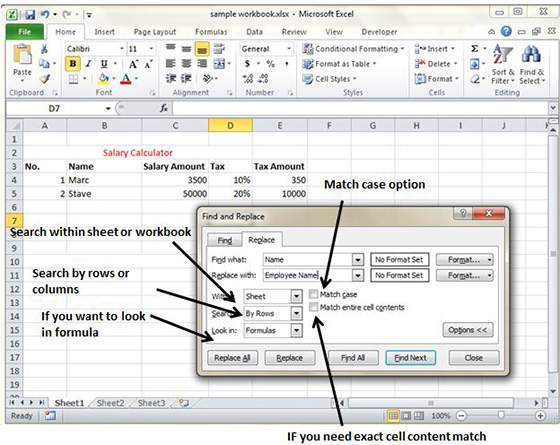 sample workbook.xlsx - Microsoft Excel
File Home Insert Page Layout Formulas Data Review View
Paste
Calibri 11
B I U
General
$ % ,
Conditional Formatting
Format as Table
Cell Styles
Insert
Delete
Format
Sort & Filter
Find & Select
Clipboard Font Alignment Number Styles Cells Editing
D7 fx
A B C D E F G H I J
1
2 Salary Calculator
3 No. Name Salary Amount Tax Tax Amount
4 1 Marc 3500 10% 350
5 2 Stave 50000 20% 10000
6
7
8
9
10
11
12
13
14
15
16
17
18
19
20
Match case option
Search within sheet or workbook
Search by rows or
columns
If you want to look
in formula
Find and Replace
Find Replace
Find what: Name No Format Set Format...
Replace with: Employee Name No Format Set Format...
Sheet Match case
By Rows Match entire cell contents
Look in: Formulas Options <<
Replace All Replace Find All Find Next Close
Sheet1 Sheet2 Sheet3
Ready 100%
IF you need exact cell content match